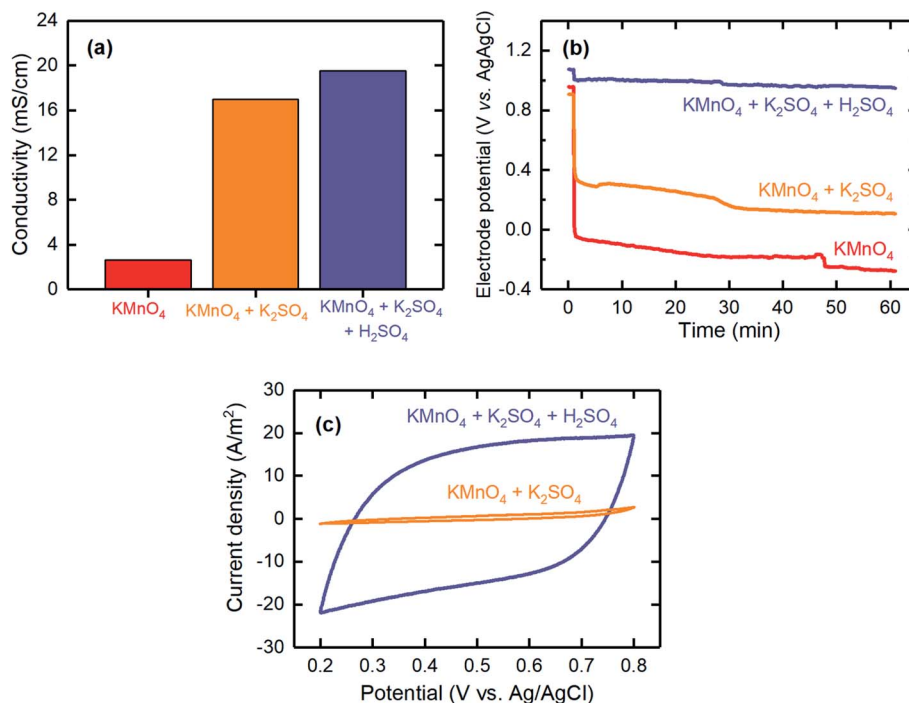 (a)
Conductivity (mS/cm)
24
20
16
12
8
4
0
KMnO₄
KMnO₄ + K₂SO₄
KMnO₄ + K₂SO₄
+ H₂SO₄
(b)
Electrode potential (V vs. AgAgCl)
1.2
0.8
0.4
0.0
-0.4
KMnO₄ + K₂SO₄ + H₂SO₄
KMnO₄ + K₂SO₄
KMnO₄
0 10 20 30 40 50 60
Time (min)
(c)
Current density (A/m²)
30
20
10
0
-10
-20
-30
KMnO₄ + K₂SO₄ + H₂SO₄
KMnO₄ + K₂SO₄
0.2 0.3 0.4 0.5 0.6 0.7 0.8
Potential (V vs. Ag/AgCl)